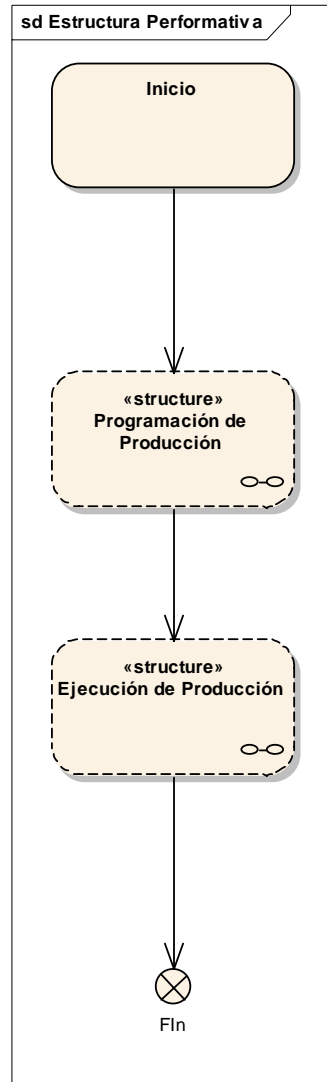 sd Estructura Performativa
Inicio
«structure»
Programación de
Producción
«structure»
Ejecución de Producción
FIn